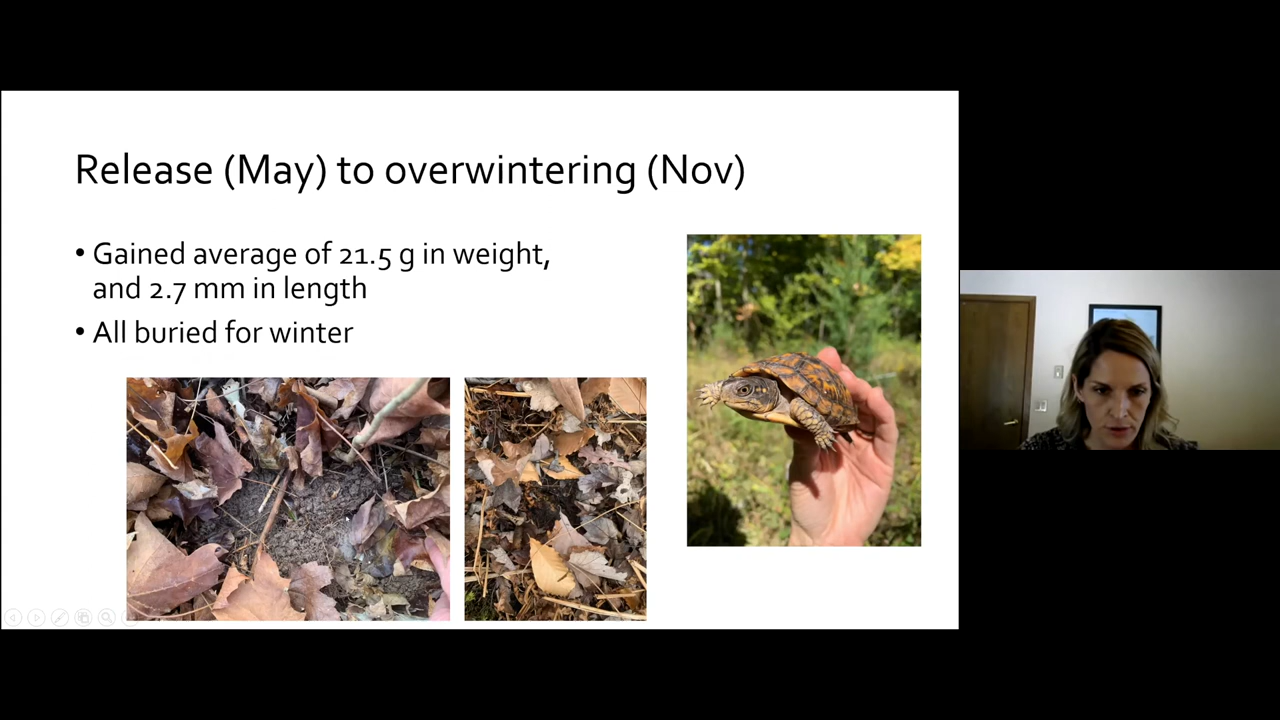 Release (May) to overwintering (Nov)
• Gained average of 21.5 g in weight,
and 2.7 mm in length
• All buried for winter